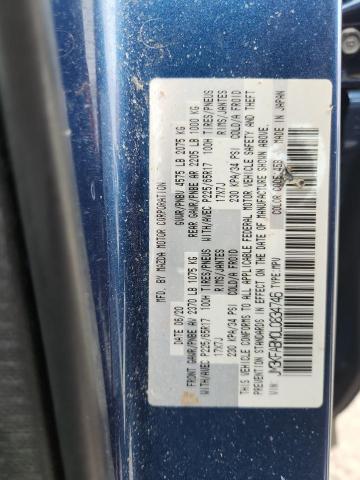 MFD. BY MAZDA MOTOR CORPORATION
DATE 06/20 GVWR/PNBV 4575 LB 2075 KG
FRONT GAWR/PNBE AV 2370 LB 1075 KG REAR GAWR/PNBE AR 2205 LB 1000 KG
WITH/AVEC P225/65R17 100H TIRES/PNEUS WITH/AVEC P225/65R17 100H TIRES/PNEUS
17X7J RIMS/JANTES 17X7J RIMS/JANTES
230 KPA/34 PSI COLD/A FROID 230 KPA/34 PSI COLD/A FROID
THIS VEHICLE CONFORMS TO ALL APPLICABLE FEDERAL MOTOR VEHICLE SAFETY AND THEFT
PREVENTION STANDARDS IN EFFECT ON THE DATE OF MANUFACTURE SHOWN ABOVE.
COLOR CODE: 45B MADE IN JAPAN
VIN: JM3KFABM0L0834746 TYPE: MPV